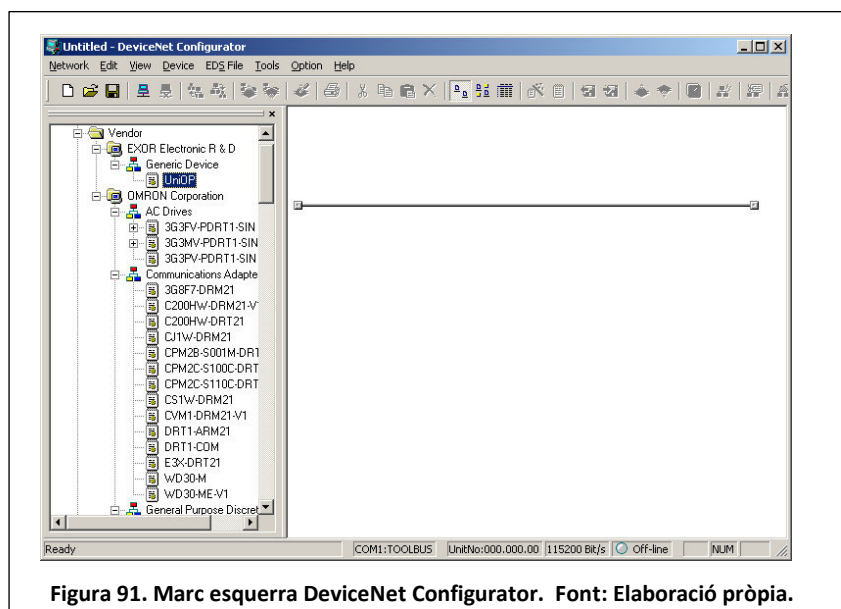 Untitled - DeviceNet Configurator
Network Edit View Device EDS File Tools Option Help
Vendor
EXOR Electronic R & D
Generic Device
UniOP
OMRON Corporation
AC Drives
3G3FV-PDRT1-SIN
3G3MV-PDRT1-SIN
3G3PV-PDRT1-SIN
Communications Adapte
3G8F7-DRM21
C200HW-DRM21-V
C200HW-DRT21
CJ1W-DRM21
CPM2B-S001M-DR
CPM2C-S100C-DRT
CPM2C-S110C-DRT
CS1W-DRM21
CVM1-DRM21-V1
DRT1-ARM21
DRT1-COM
E3X-DRT21
WD30-M
WD30-ME-V1
General Purpose Discret
Ready COM1:TOOLBUS UnitNo:000.000.00 115200 Bit/s Off-line NUM
Figura 91. Marc esquerra DeviceNet Configurator. Font: Elaboració pròpia.